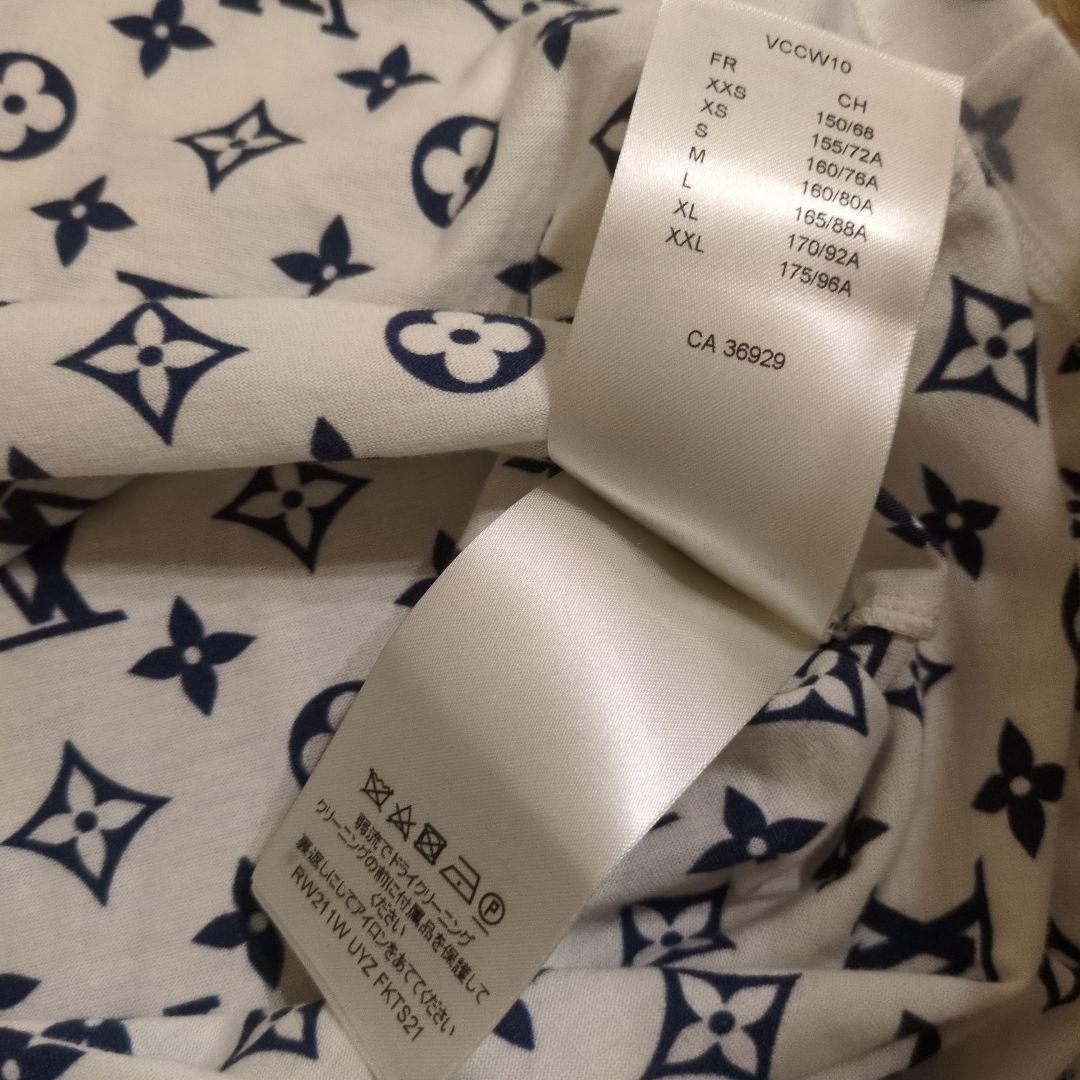 VCCW10
FR CH
XXS 150/68
XS 155/72A
S 160/76A
M 160/80A
L 165/88A
XL 170/92A
XXL 175/96A
CA 36929
P
弱流でドライクリーニング
クリーニングの前に付属品を保護して
ください
裏返しにしてアイロンをあててください
RW211W UYZ FKTS21